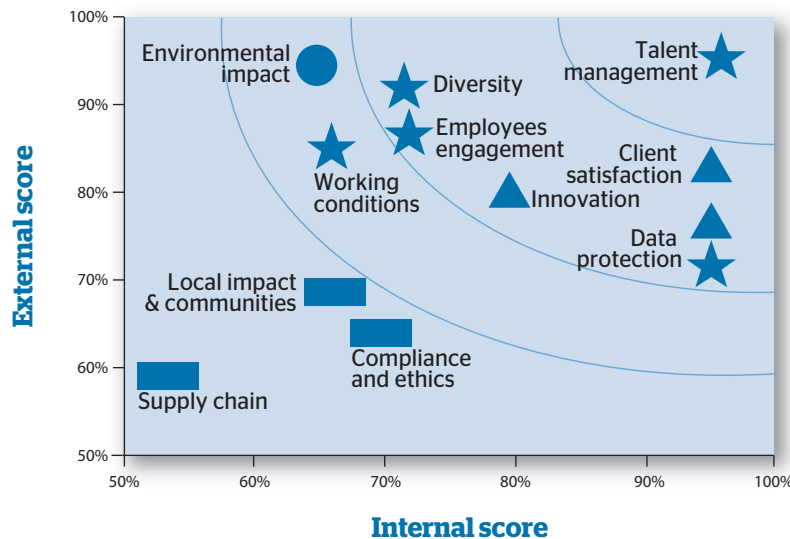 100%
90%
80%
70%
60%
50%
External score
Environmental
impact
Diversity
Talent
management
Employees
engagement
Working
conditions
Client
satisfaction
Innovation
Data
protection
Local impact
& communities
Compliance
and ethics
Supply chain
50%
60%
70%
80%
90%
100%
Internal score